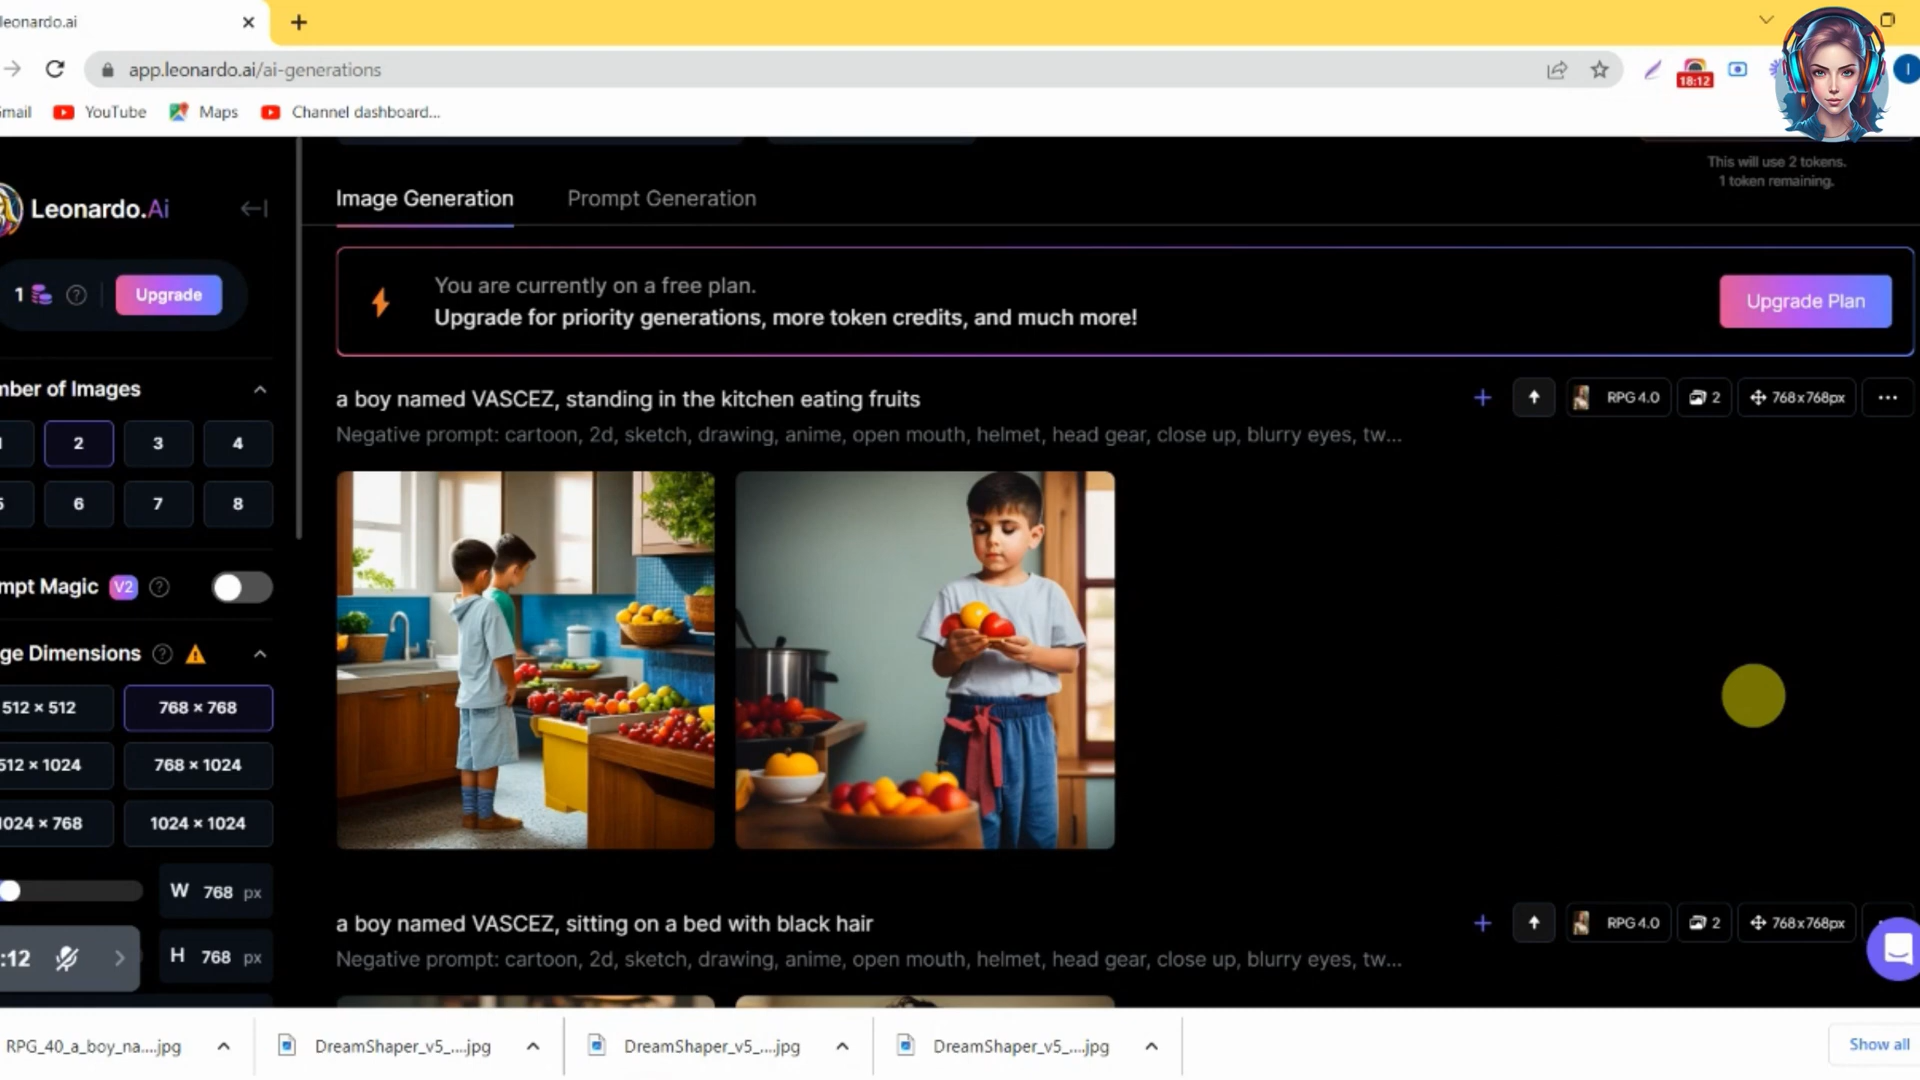 leonardo.ai
app.leonardo.ai/ai-generations
18:12
Gmail YouTube Maps Channel dashboard...
This will use 2 tokens.
1 token remaining.
Leonardo.Ai
Image Generation Prompt Generation
1 Upgrade
You are currently on a free plan.
Upgrade for priority generations, more token credits, and much more!
Upgrade Plan
mber of Images
2 3 4
6 7 8
mpt Magic V2
ge Dimensions
512 × 512 768 × 768
512 × 1024 768 × 1024
1024 × 768 1024 × 1024
W 768 px
H 768 px
:12
a boy named VASCEZ, standing in the kitchen eating fruits
RPG 4.0 2 768x768px ...
Negative prompt: cartoon, 2d, sketch, drawing, anime, open mouth, helmet, head gear, close up, blurry eyes, tw...
a boy named VASCEZ, sitting on a bed with black hair
RPG 4.0 2 768x768px
Negative prompt: cartoon, 2d, sketch, drawing, anime, open mouth, helmet, head gear, close up, blurry eyes, tw...
RPG_40_a_boy_na....jpg DreamShaper_v5_....jpg DreamShaper_v5_....jpg DreamShaper_v5_....jpg
Show all